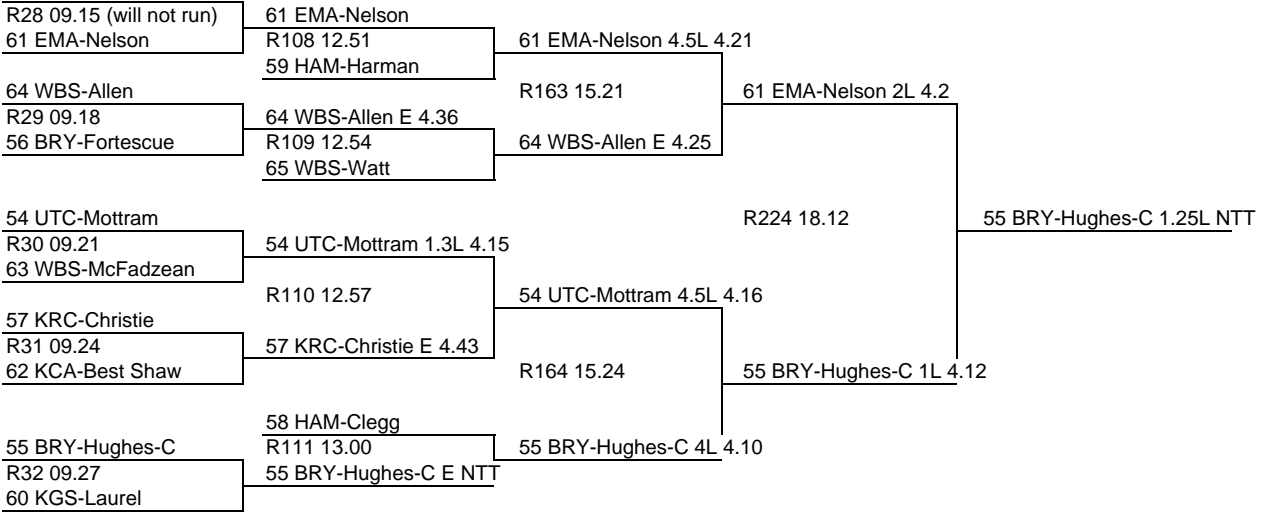 R28 09.15 (will not run)
61 EMA-Nelson
61 EMA-Nelson
R108 12.51
59 HAM-Harman
61 EMA-Nelson 4.5L 4.21
64 WBS-Allen
R29 09.18
56 BRY-Fortescue
64 WBS-Allen E 4.36
R109 12.54
65 WBS-Watt
R163 15.21
64 WBS-Allen E 4.25
61 EMA-Nelson 2L 4.2
54 UTC-Mottram
R30 09.21
63 WBS-McFadzean
54 UTC-Mottram 1.3L 4.15
R110 12.57
54 UTC-Mottram 4.5L 4.16
R224 18.12
55 BRY-Hughes-C 1.25L NTT
57 KRC-Christie
R31 09.24
62 KCA-Best Shaw
57 KRC-Christie E 4.43
R164 15.24
55 BRY-Hughes-C 1L 4.12
58 HAM-Clegg
55 BRY-Hughes-C
R32 09.27
60 KGS-Laurel
R111 13.00
55 BRY-Hughes-C E NTT
55 BRY-Hughes-C 4L 4.10